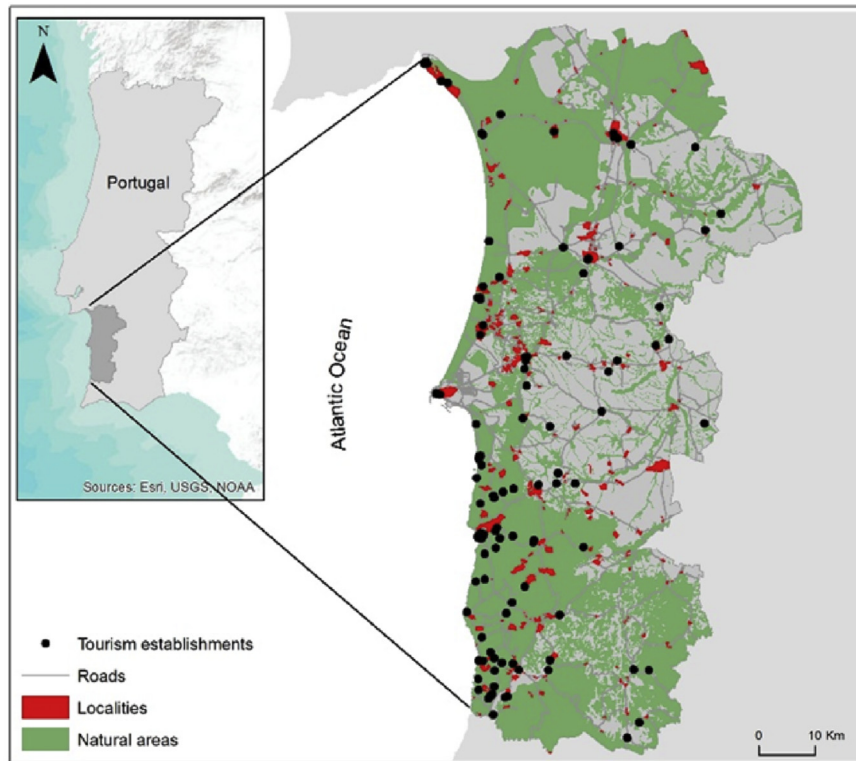 N
Portugal
Sources: Esri, USGS, NOAA
Atlantic Ocean
Tourism establishments
Roads
Localities
Natural areas
0 10 Km